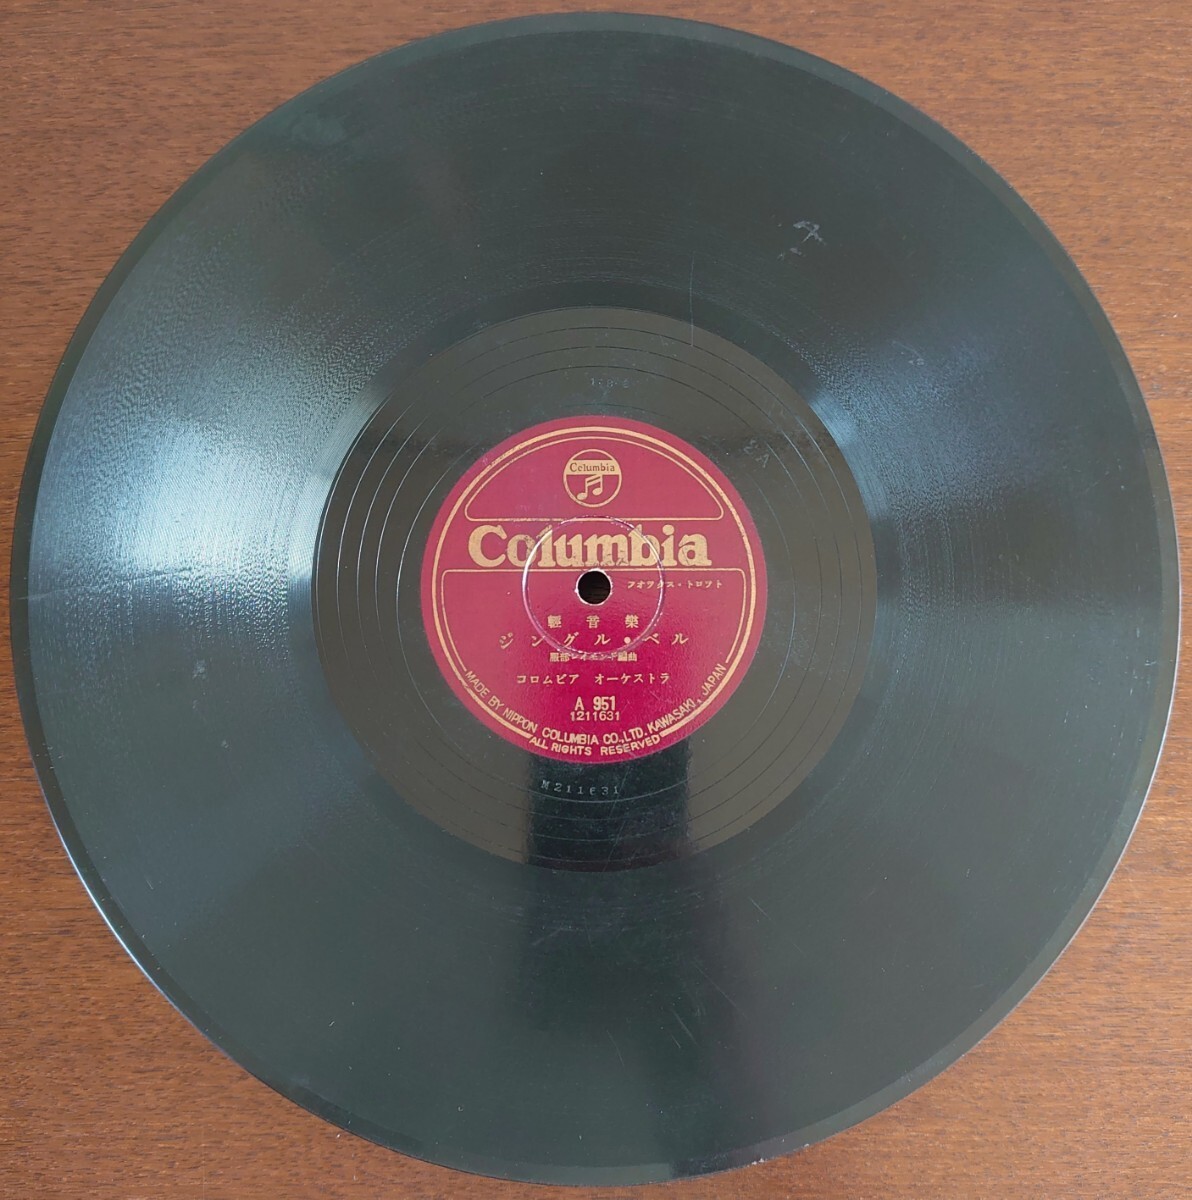 Columbia
Columbia
フオツクス・トロツト
輕音樂
ジングル・ベル
服部レイモンド編曲
コロムビア オーケストラ
A 951
1211631
MADE BY NIPPON COLUMBIA CO., LTD. KAWASAKI, JAPAN
ALL RIGHTS RESERVED
M211631